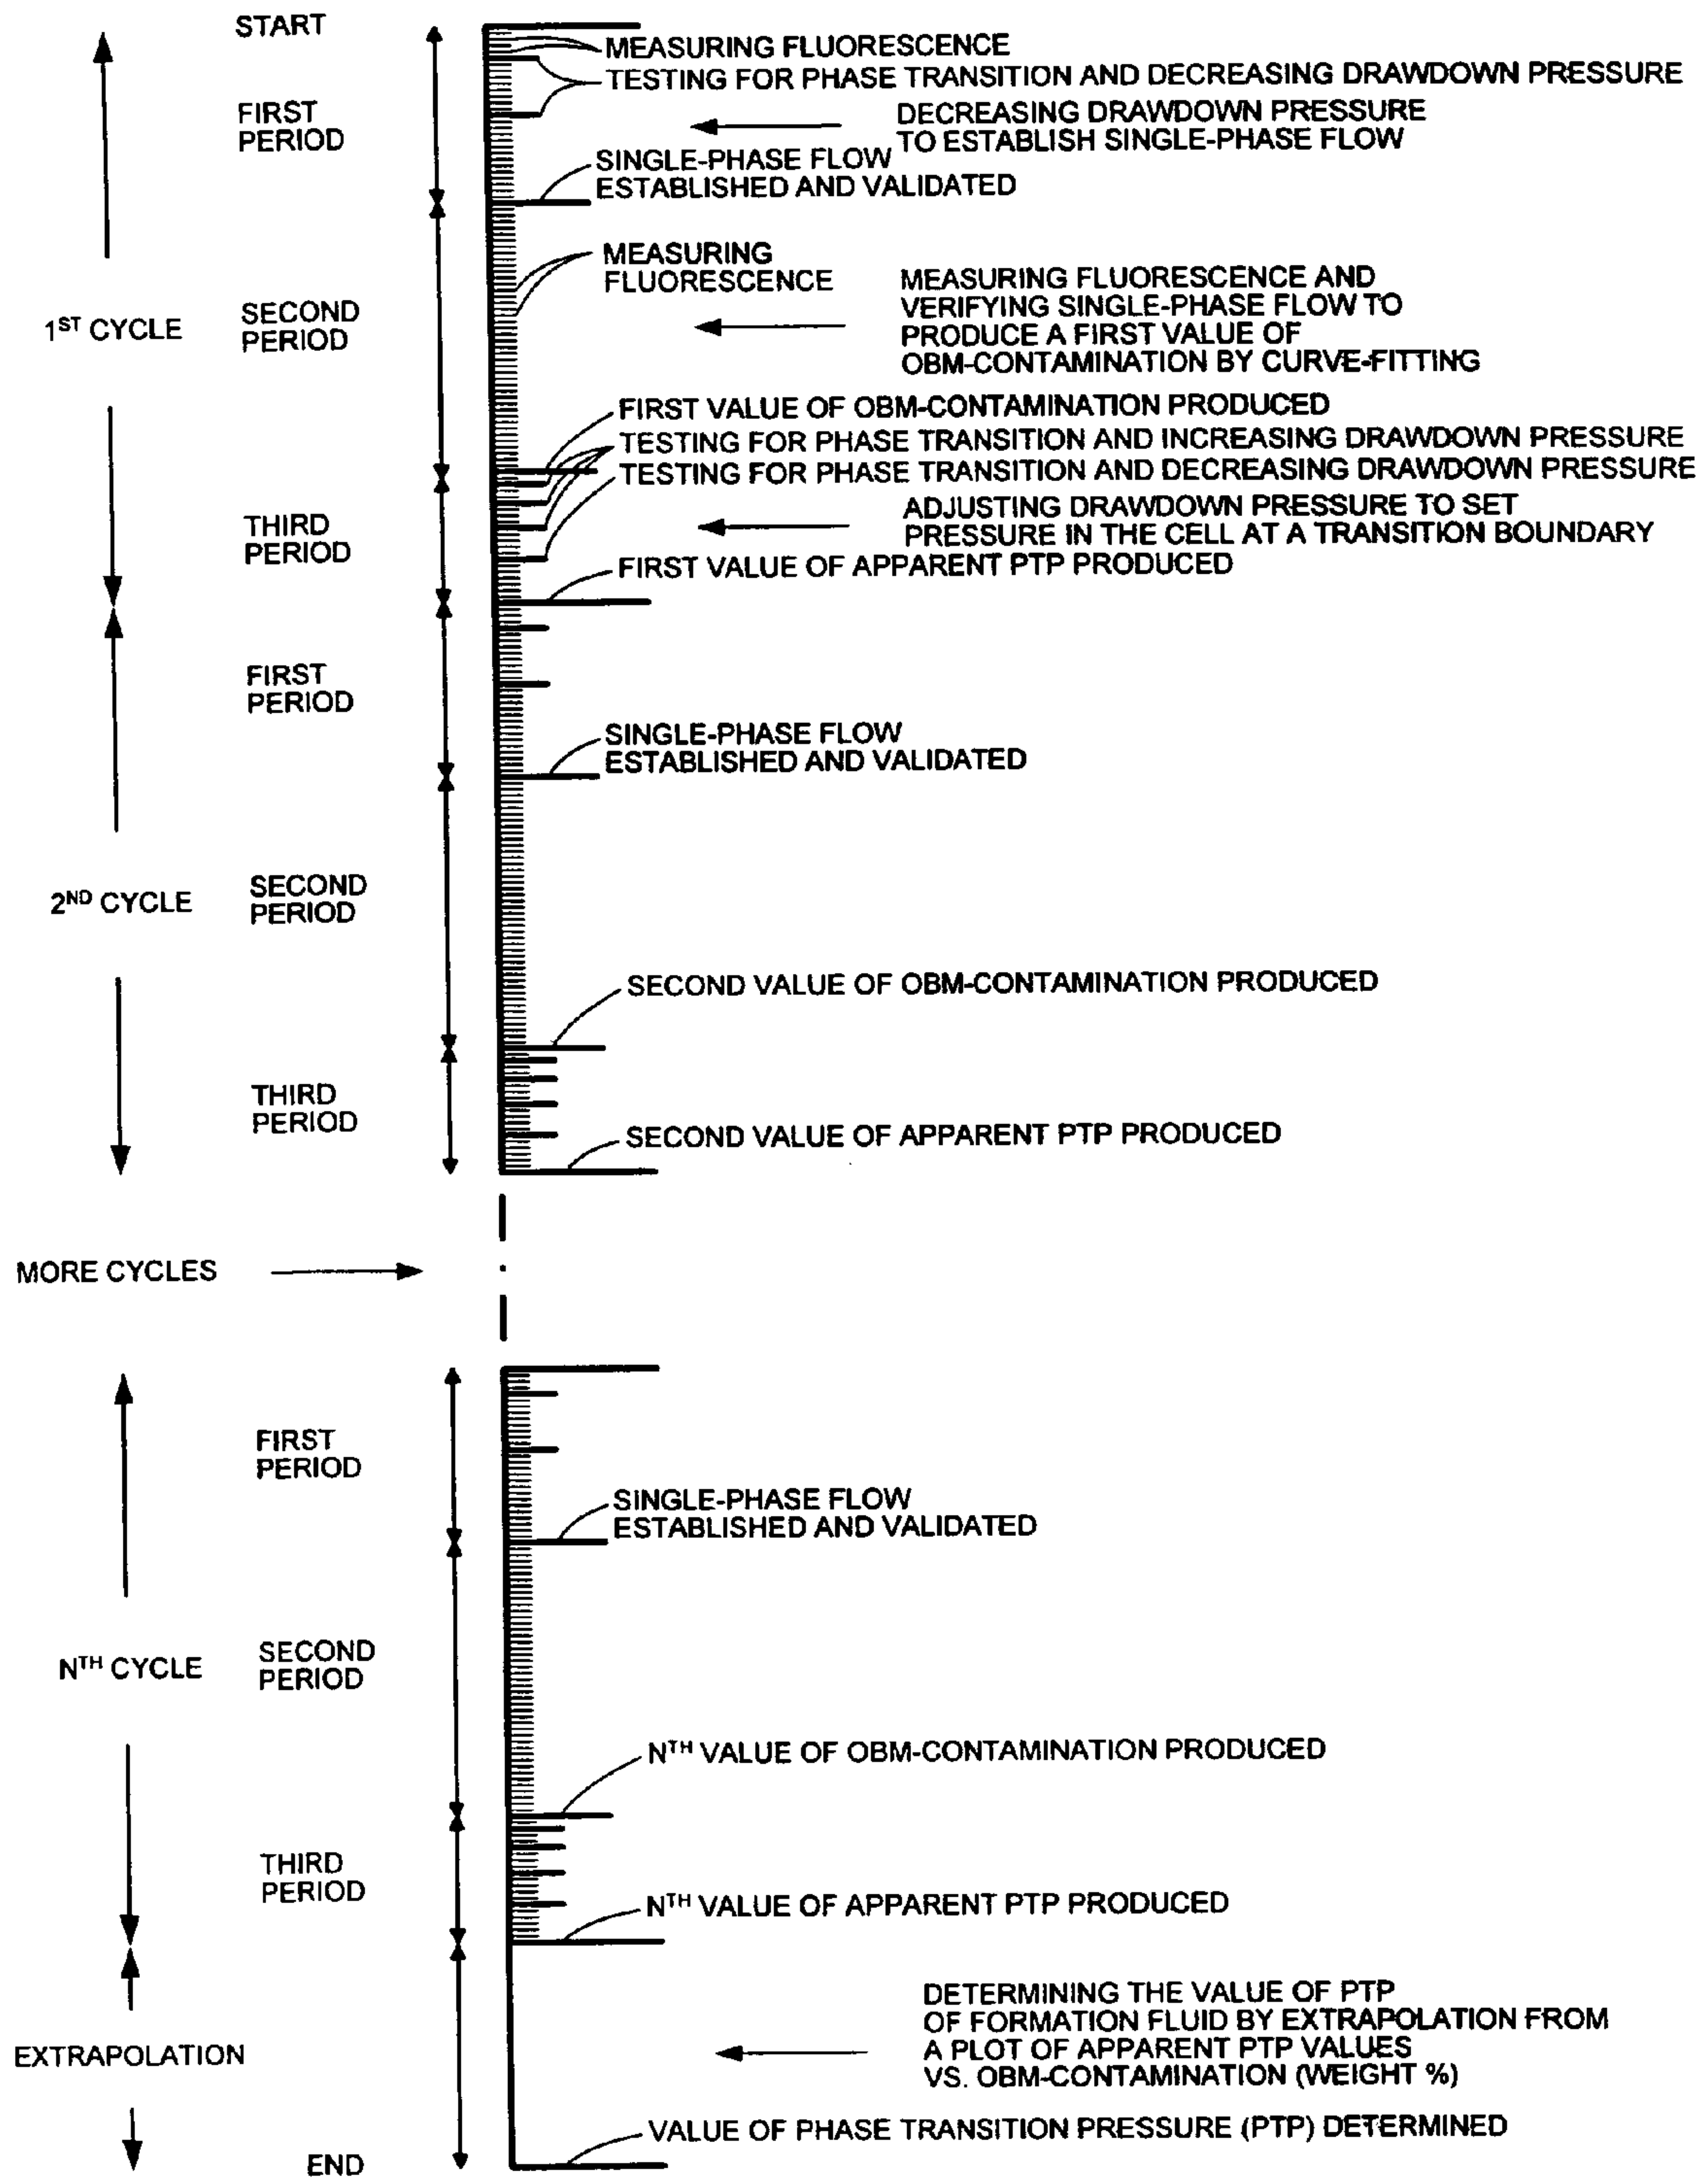 START
MEASURING FLUORESCENCE
TESTING FOR PHASE TRANSITION AND DECREASING DRAWDOWN PRESSURE
FIRST
PERIOD
DECREASING DRAWDOWN PRESSURE
TO ESTABLISH SINGLE-PHASE FLOW
SINGLE-PHASE FLOW
ESTABLISHED AND VALIDATED
1ST CYCLE
SECOND
PERIOD
MEASURING
FLUORESCENCE
MEASURING FLUORESCENCE AND
VERIFYING SINGLE-PHASE FLOW TO
PRODUCE A FIRST VALUE OF
OBM-CONTAMINATION BY CURVE-FITTING
FIRST VALUE OF OBM-CONTAMINATION PRODUCED
TESTING FOR PHASE TRANSITION AND INCREASING DRAWDOWN PRESSURE
TESTING FOR PHASE TRANSITION AND DECREASING DRAWDOWN PRESSURE
THIRD
PERIOD
ADJUSTING DRAWDOWN PRESSURE TO SET
PRESSURE IN THE CELL AT A TRANSITION BOUNDARY
FIRST VALUE OF APPARENT PTP PRODUCED
FIRST
PERIOD
SINGLE-PHASE FLOW
ESTABLISHED AND VALIDATED
2ND CYCLE
SECOND
PERIOD
SECOND VALUE OF OBM-CONTAMINATION PRODUCED
THIRD
PERIOD
SECOND VALUE OF APPARENT PTP PRODUCED
MORE CYCLES
FIRST
PERIOD
SINGLE-PHASE FLOW
ESTABLISHED AND VALIDATED
NTH CYCLE
SECOND
PERIOD
NTH VALUE OF OBM-CONTAMINATION PRODUCED
THIRD
PERIOD
NTH VALUE OF APPARENT PTP PRODUCED
EXTRAPOLATION
DETERMINING THE VALUE OF PTP
OF FORMATION FLUID BY EXTRAPOLATION FROM
A PLOT OF APPARENT PTP VALUES
VS. OBM-CONTAMINATION (WEIGHT %)
VALUE OF PHASE TRANSITION PRESSURE (PTP) DETERMINED
END